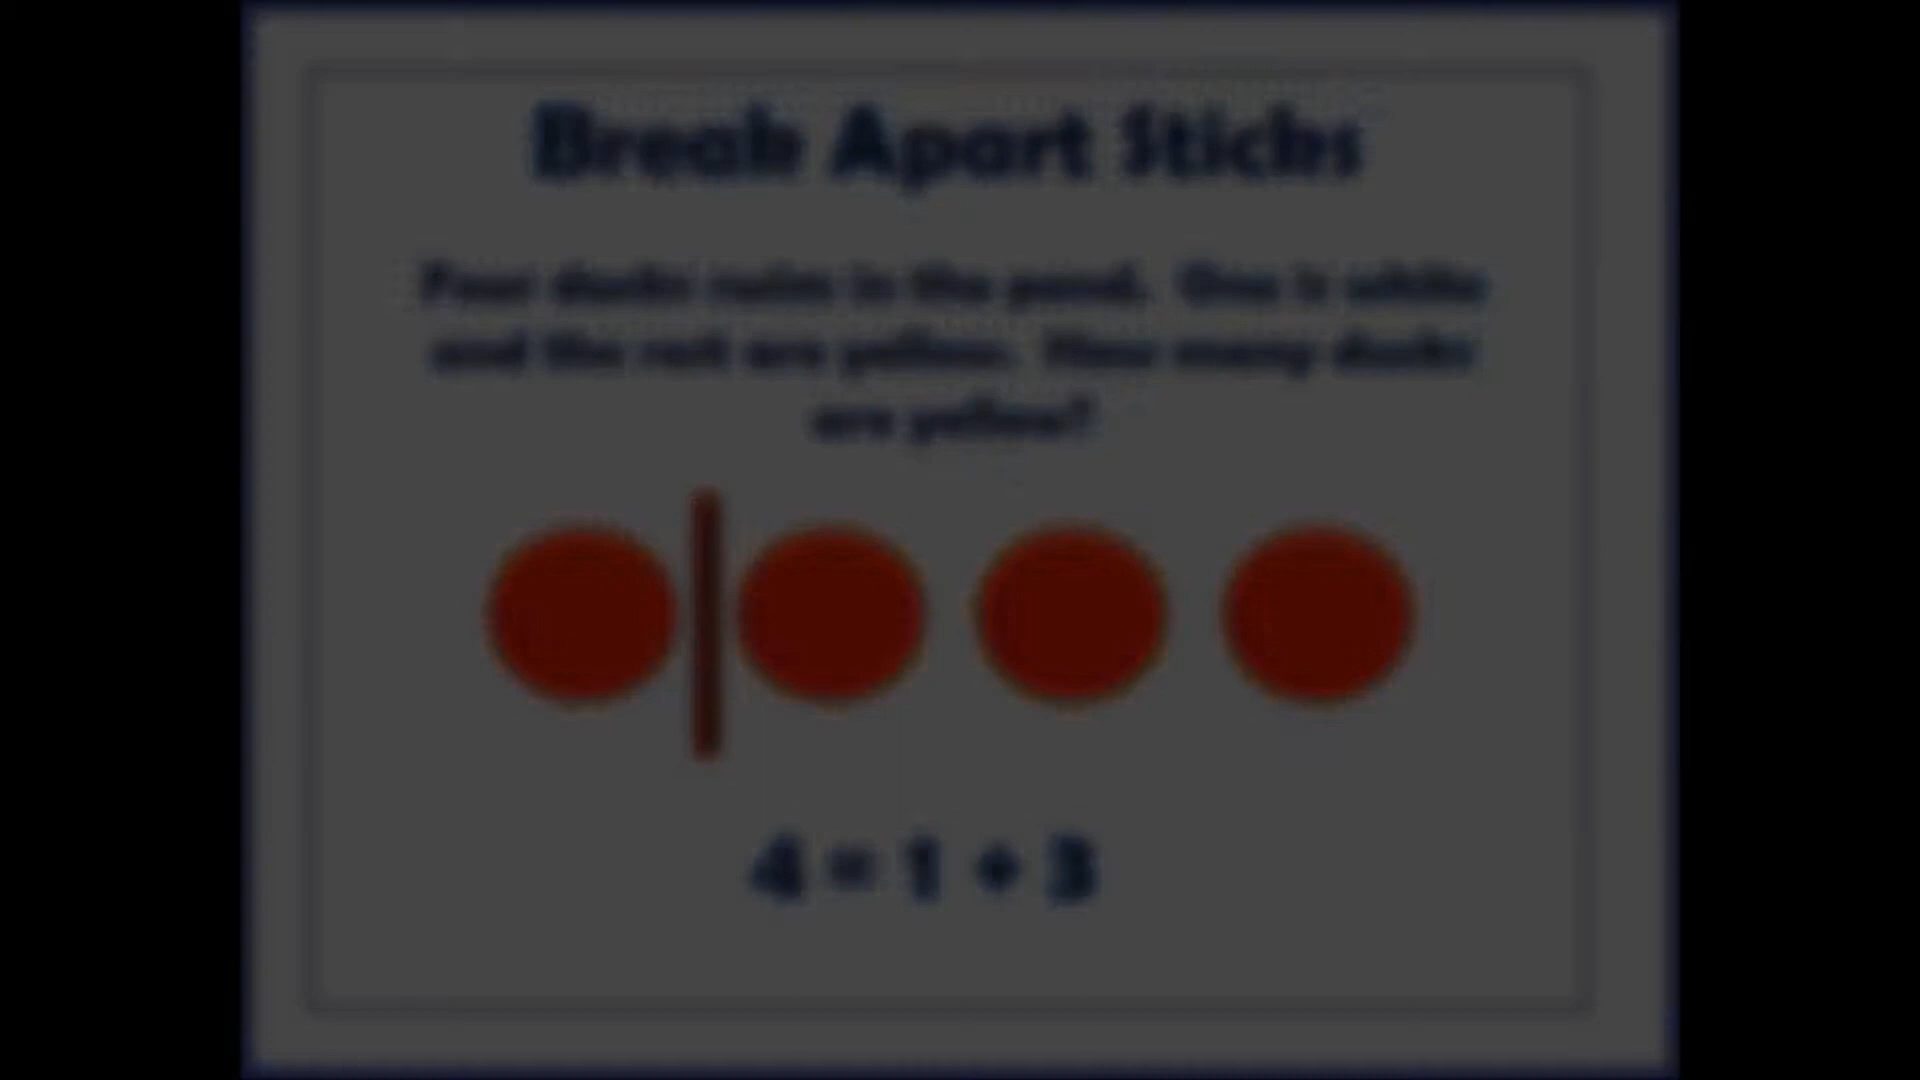 Break Apart Sticks
Four ducks swim in the pond. One is white
and the rest are yellow. How many ducks
are yellow?
4 = 1 + 3